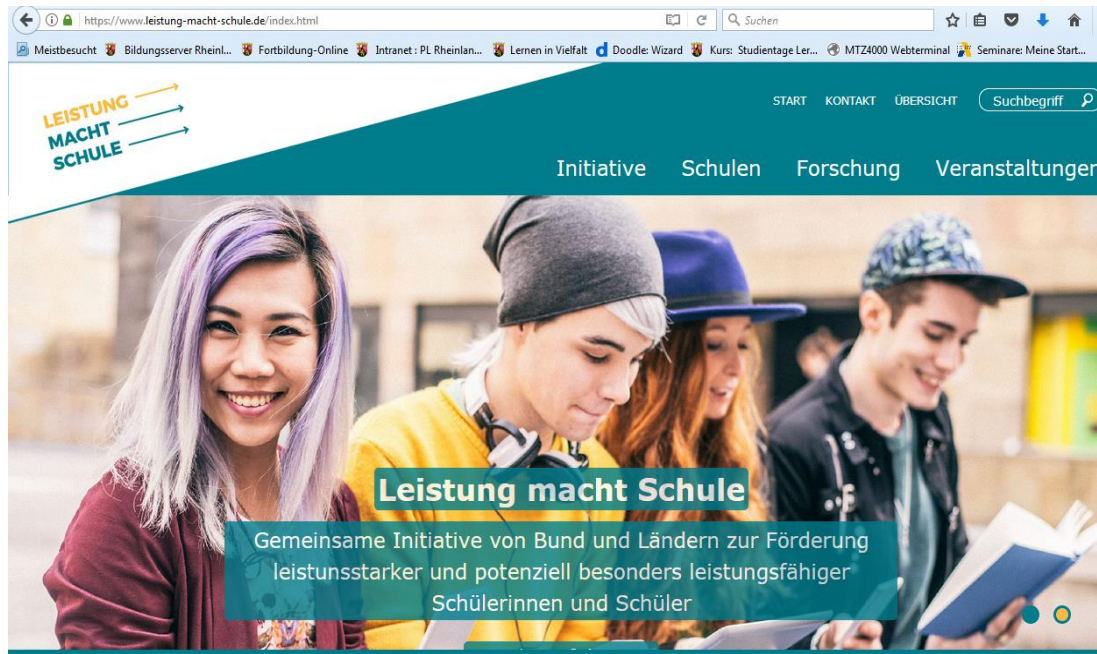 https://www.leistung-macht-schule.de/index.html
Suchen
Meistbesucht Bildungsserver Rheinl... Fortbildung-Online Intranet : PL Rheinlan... Lernen in Vielfalt Doodle: Wizard Kurs: Studientage Ler... MTZ4000 Webterminal Seminare: Meine Start...
LEISTUNG
MACHT
SCHULE
START KONTAKT ÜBERSICHT Suchbegriff
Initiative Schulen Forschung Veranstaltungen
Leistung macht Schule
Gemeinsame Initiative von Bund und Ländern zur Förderung
leistunsstarker und potenziell besonders leistungsfähiger
Schülerinnen und Schüler